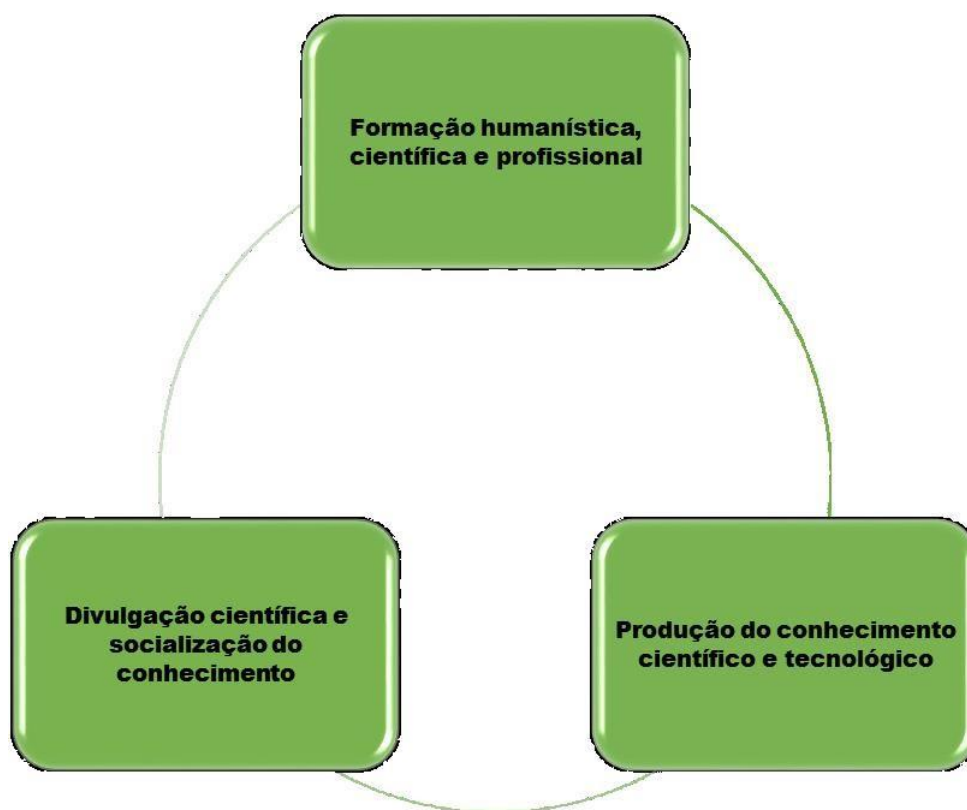 Formação humanística,
científica e profissional
Divulgação científica e
socialização do
conhecimento
Produção do conhecimento
científico e tecnológico